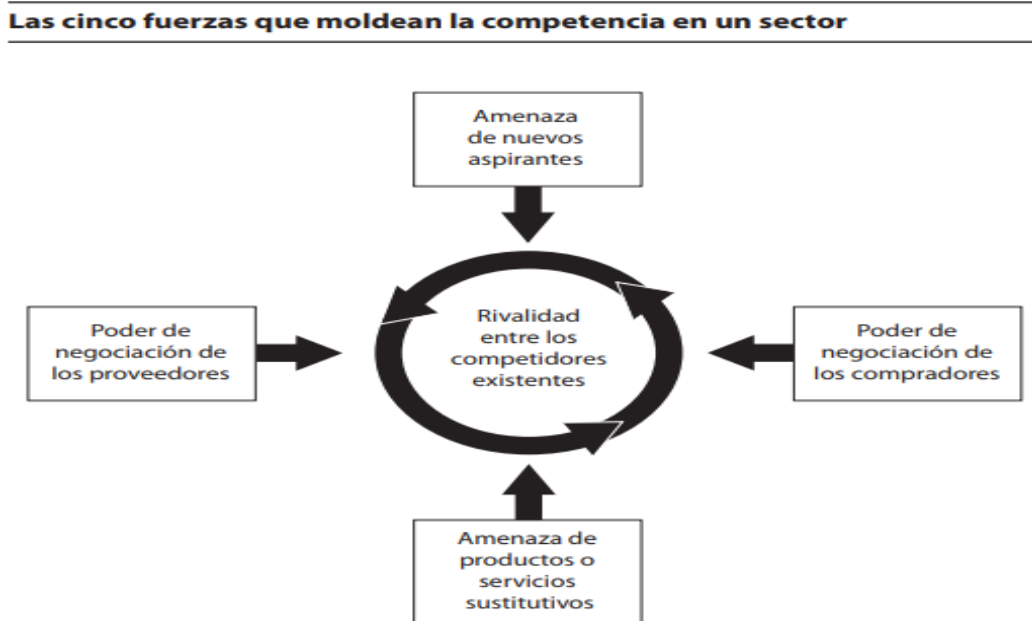 Las cinco fuerzas que moldean la competencia en un sector
Amenaza
de nuevos
aspirantes
Poder de
negociación de
los proveedores
Rivalidad
entre los
competidores
existentes
Poder de
negociación de
los compradores
Amenaza de
productos o
servicios
sustitutivos